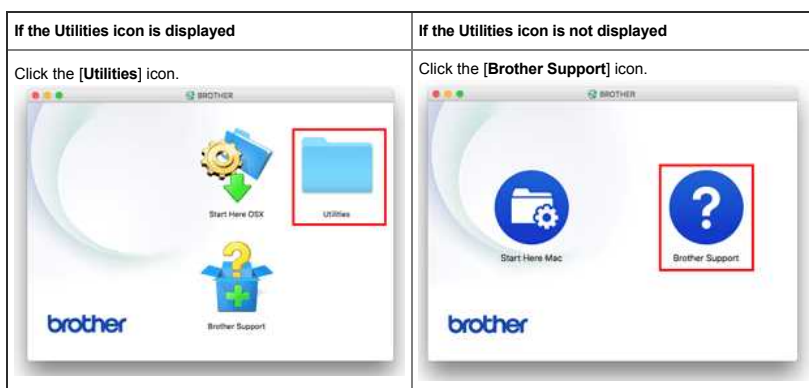 If the Utilities icon is displayed
If the Utilities icon is not displayed
Click the [Utilities] icon.
BROTHER
Start Here OSX
Utilities
Brother Support
brother
Click the [Brother Support] icon.
BROTHER
Start Here Mac
Brother Support
brother